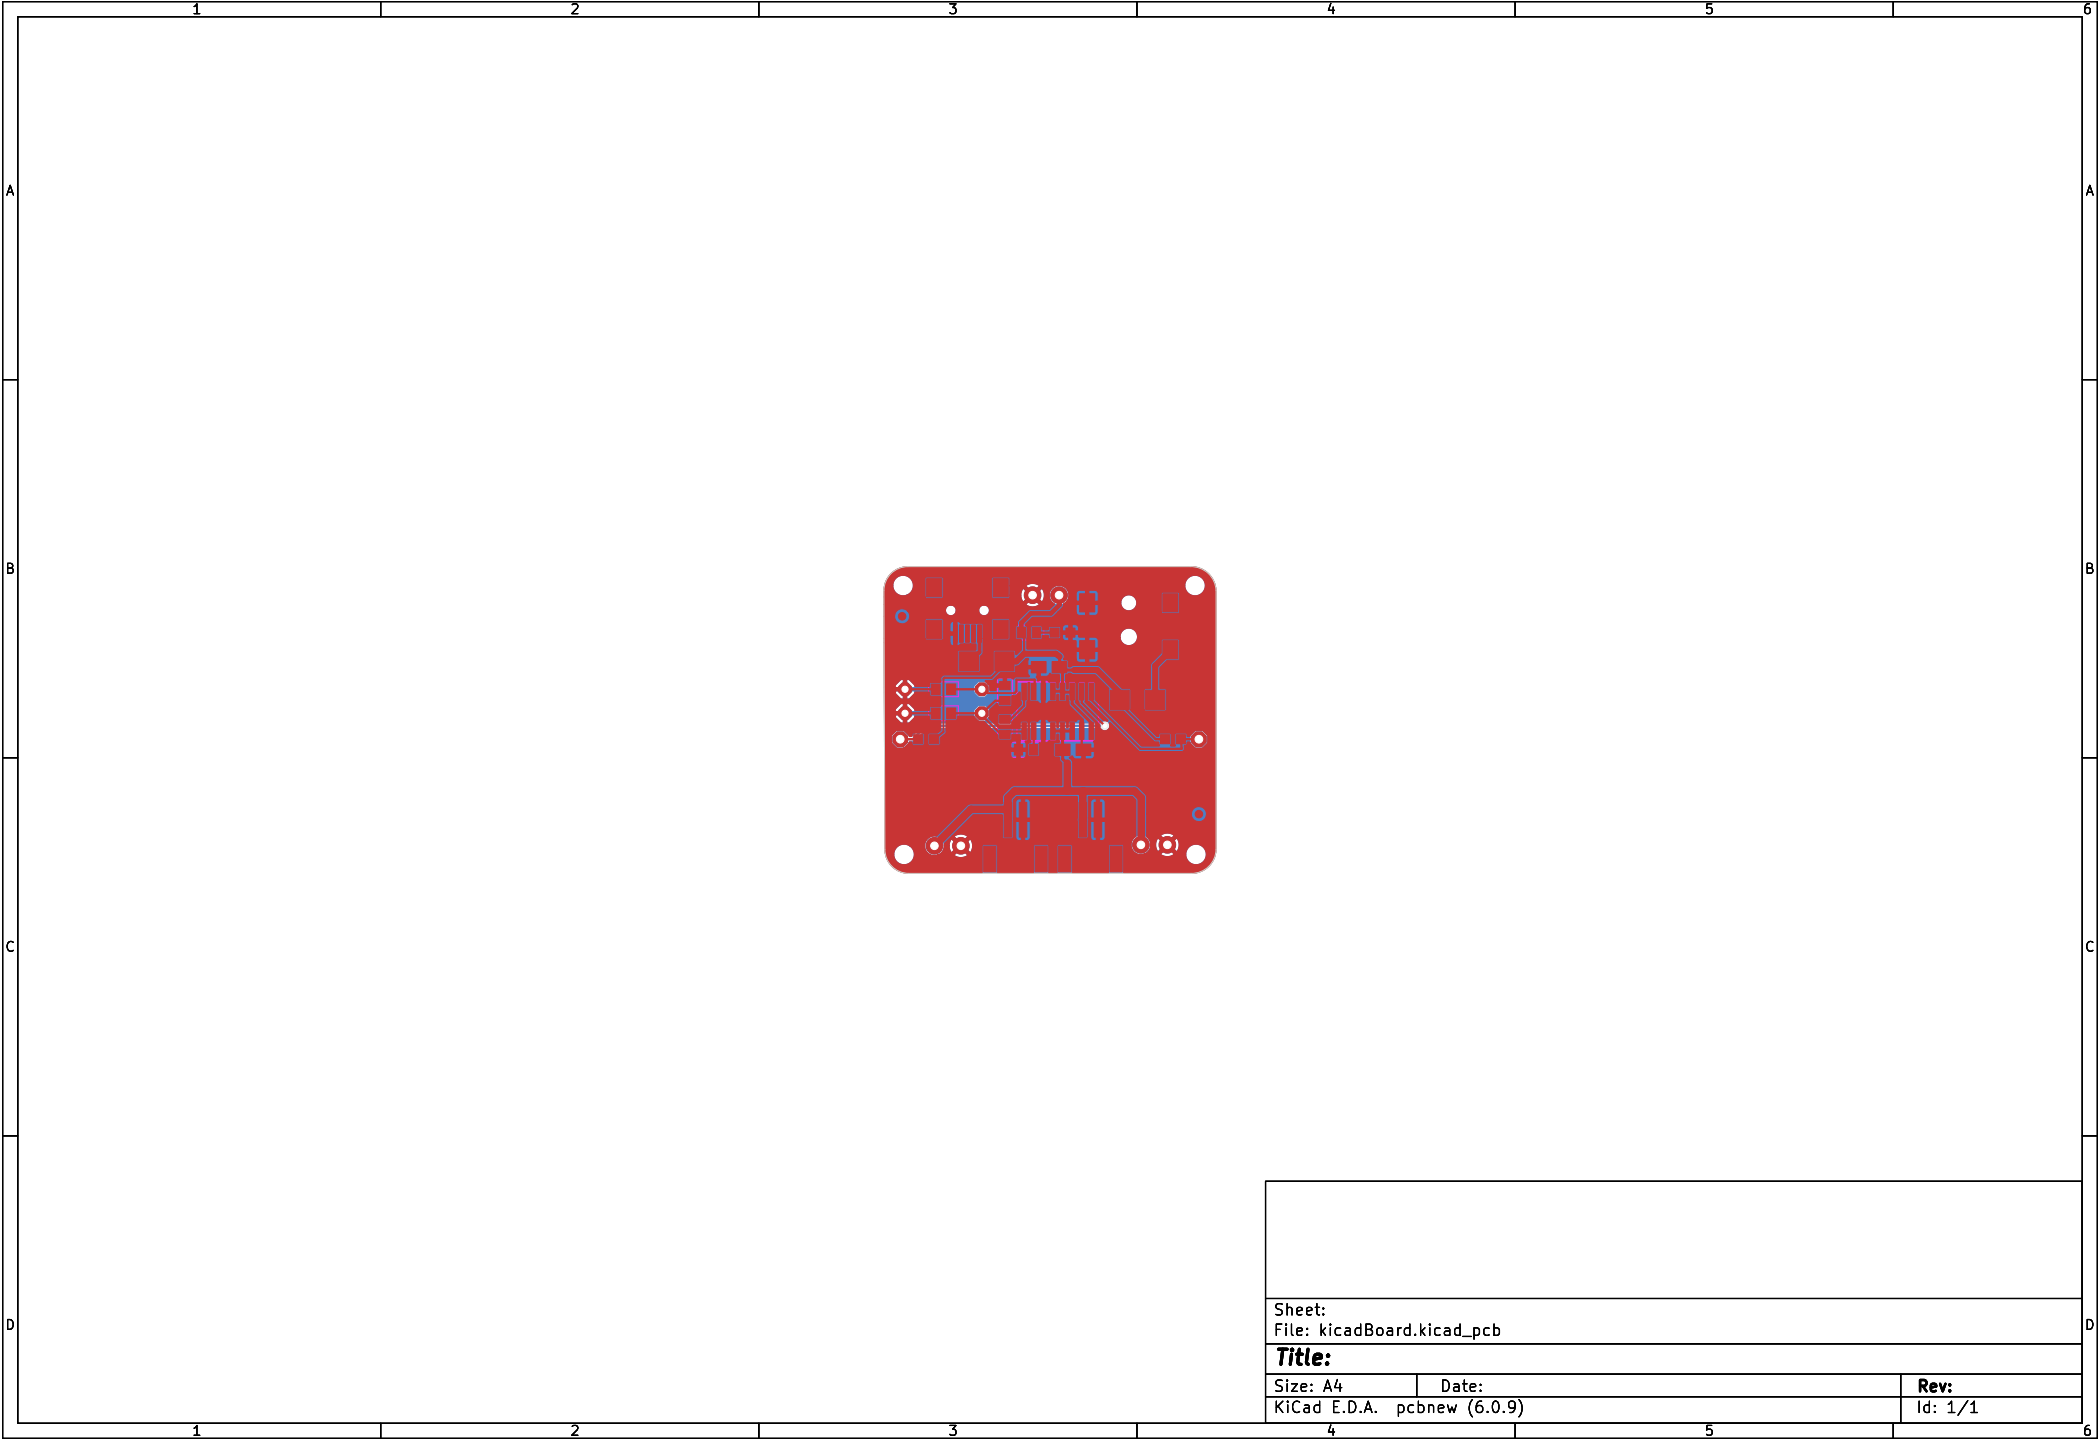 1 2 3 4 5 6
A A
B B
C C
D D
Sheet:
File: kicadBoard.kicad_pcb
Title:
Size: A4 Date: Rev:
KiCad E.D.A. pcbnew (6.0.9) Id: 1/1
1 2 3 4 5 6